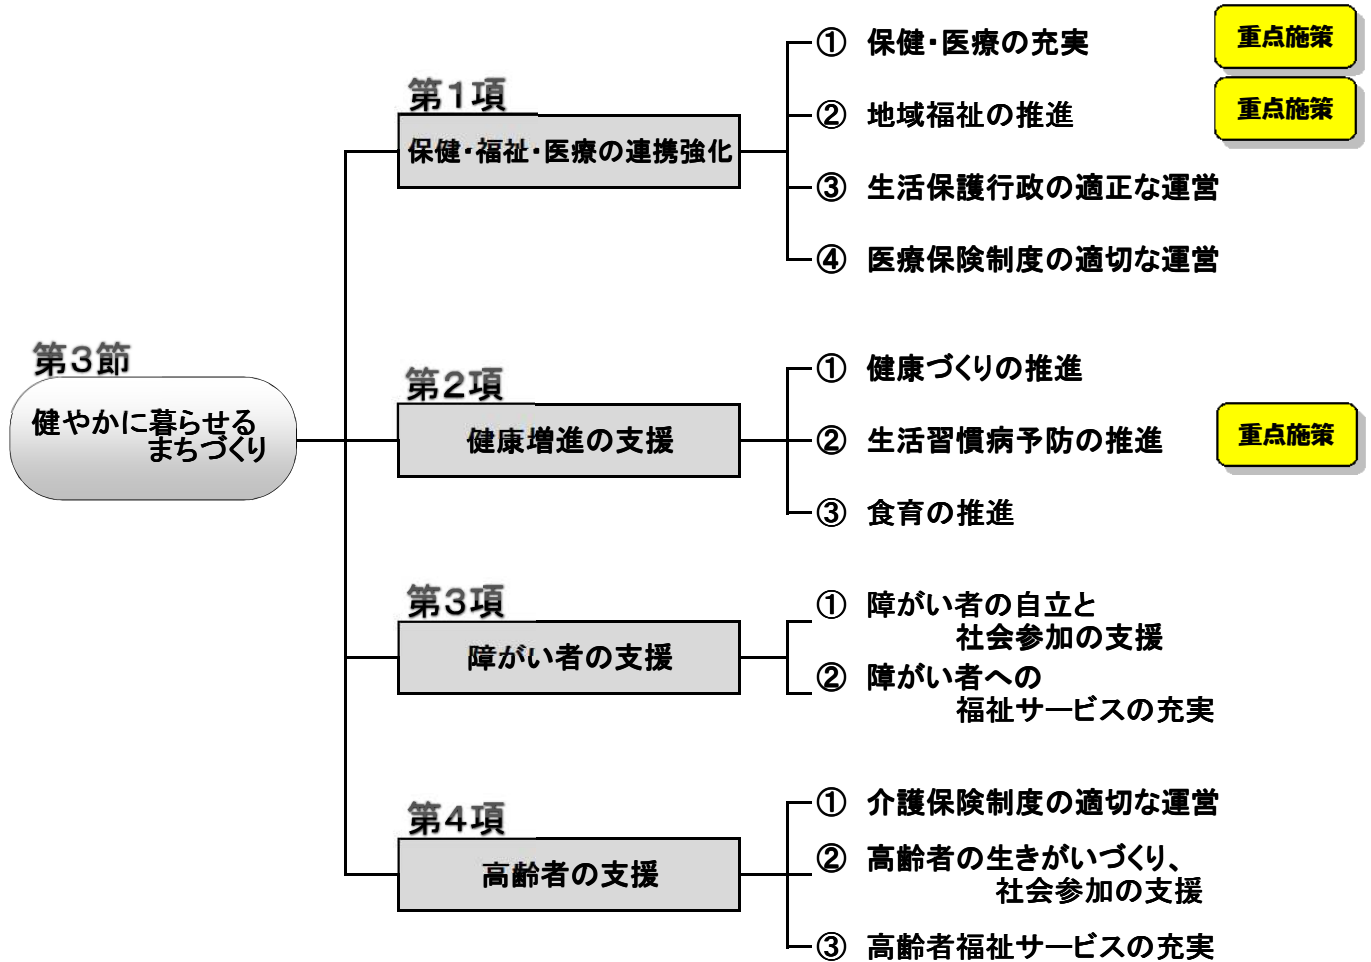 第3節
健やかに暮らせる
まちづくり
第1項
保健・福祉・医療の連携強化
① 保健・医療の充実
重点施策
② 地域福祉の推進
重点施策
③ 生活保護行政の適正な運営
④ 医療保険制度の適切な運営
第2項
健康増進の支援
① 健康づくりの推進
② 生活習慣病予防の推進
重点施策
③ 食育の推進
第3項
障がい者の支援
① 障がい者の自立と
社会参加の支援
② 障がい者への
福祉サービスの充実
第4項
高齢者の支援
① 介護保険制度の適切な運営
② 高齢者の生きがいづくり、
社会参加の支援
③ 高齢者福祉サービスの充実